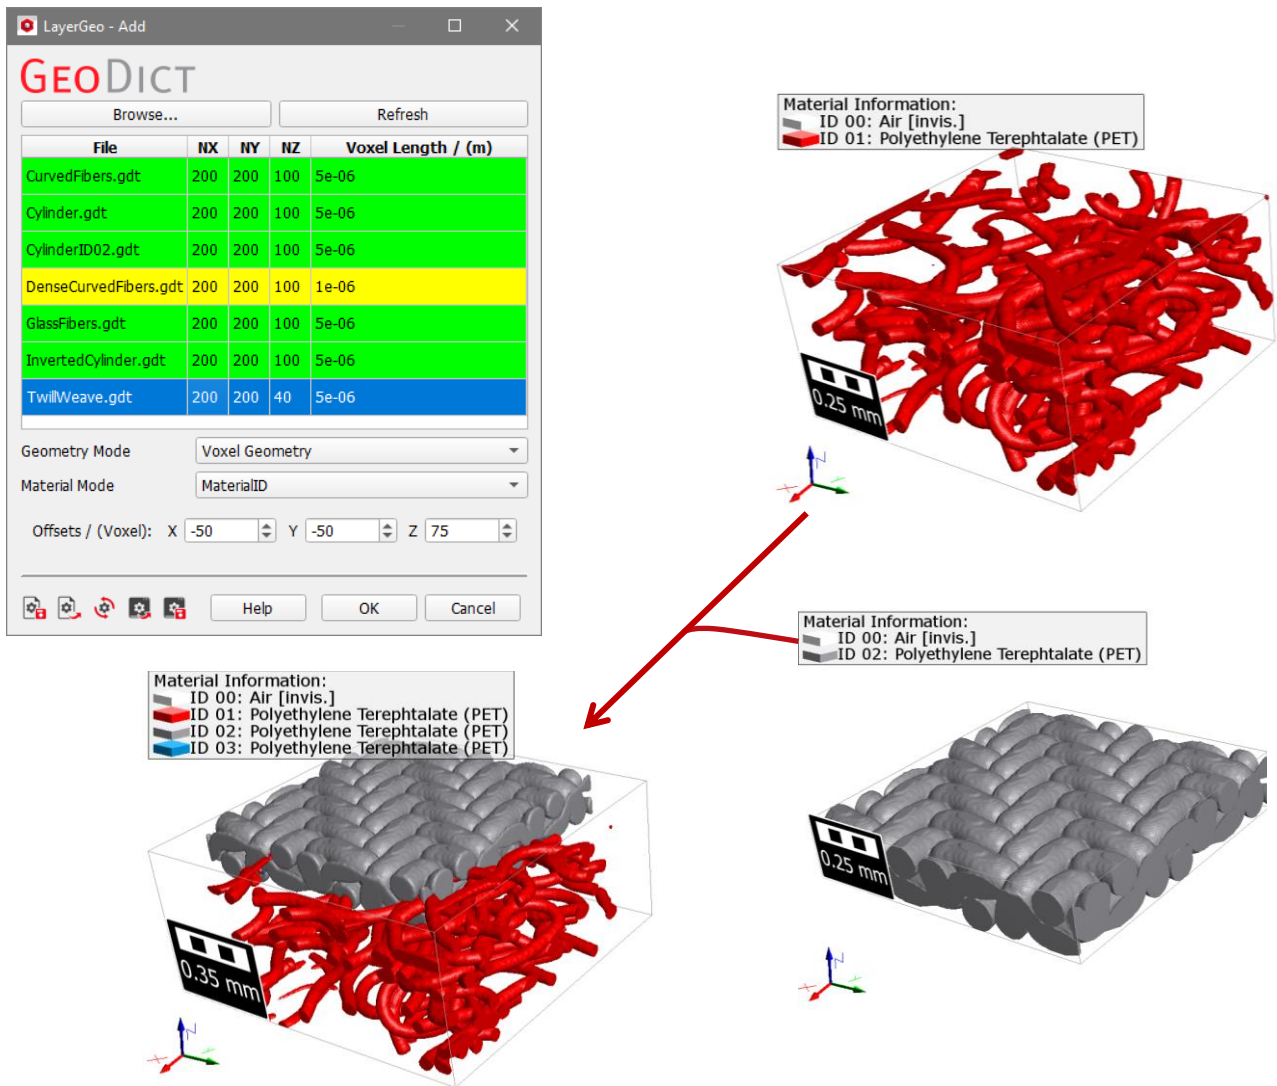 LayerGeo - Add
GEODICT
Browse...
Refresh
File NX NY NZ Voxel Length / (m)
CurvedFibers.gdt 200 200 100 5e-06
Cylinder.gdt 200 200 100 5e-06
CylinderID02.gdt 200 200 100 5e-06
DenseCurvedFibers.gdt 200 200 100 1e-06
GlassFibers.gdt 200 200 100 5e-06
InvertedCylinder.gdt 200 200 100 5e-06
TwillWeave.gdt 200 200 40 5e-06
Geometry Mode Voxel Geometry
Material Mode MaterialID
Offsets / (Voxel): X -50 Y -50 Z 75
Help OK Cancel
Material Information:
ID 00: Air [invis.]
ID 01: Polyethylene Terephtalate (PET)
0.25 mm
Z
X
Y
Material Information:
ID 00: Air [invis.]
ID 02: Polyethylene Terephtalate (PET)
0.25 mm
Z
X
Y
Material Information:
ID 00: Air [invis.]
ID 01: Polyethylene Terephtalate (PET)
ID 02: Polyethylene Terephtalate (PET)
ID 03: Polyethylene Terephtalate (PET)
0.35 mm
Z
X
Y